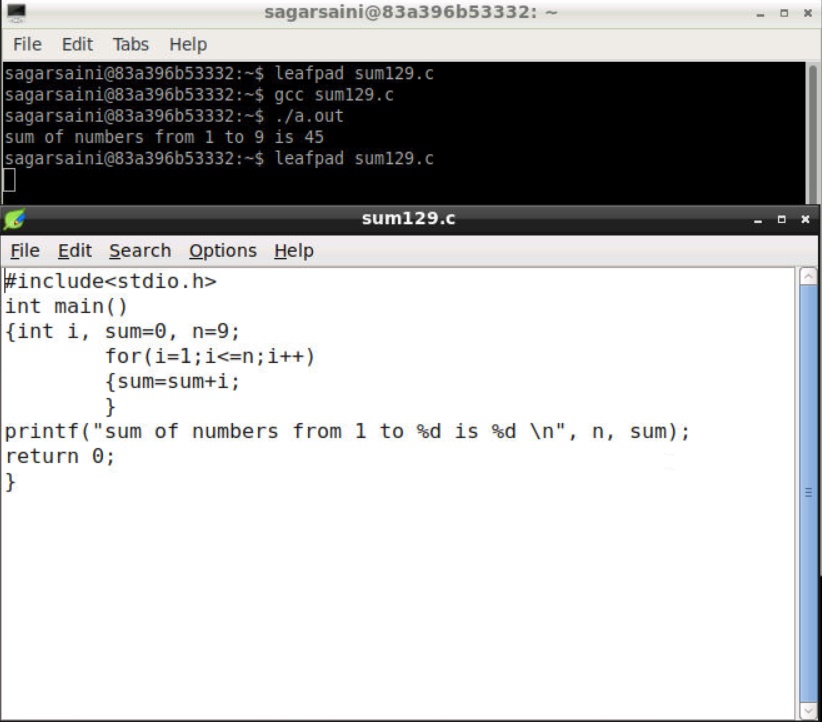 sagarsaini@83a396b53332: ~
File Edit Tabs Help
sagarsaini@83a396b53332:~$ leafpad sum129.c
sagarsaini@83a396b53332:~$ gcc sum129.c
sagarsaini@83a396b53332:~$ ./a.out
sum of numbers from 1 to 9 is 45
sagarsaini@83a396b53332:~$ leafpad sum129.c
sum129.c
File Edit Search Options Help
#include<stdio.h>
int main()
{int i, sum=0, n=9;
        for(i=1;i<=n;i++)
        {sum=sum+i;
        }
printf("sum of numbers from 1 to %d is %d \n", n, sum);
return 0;
}